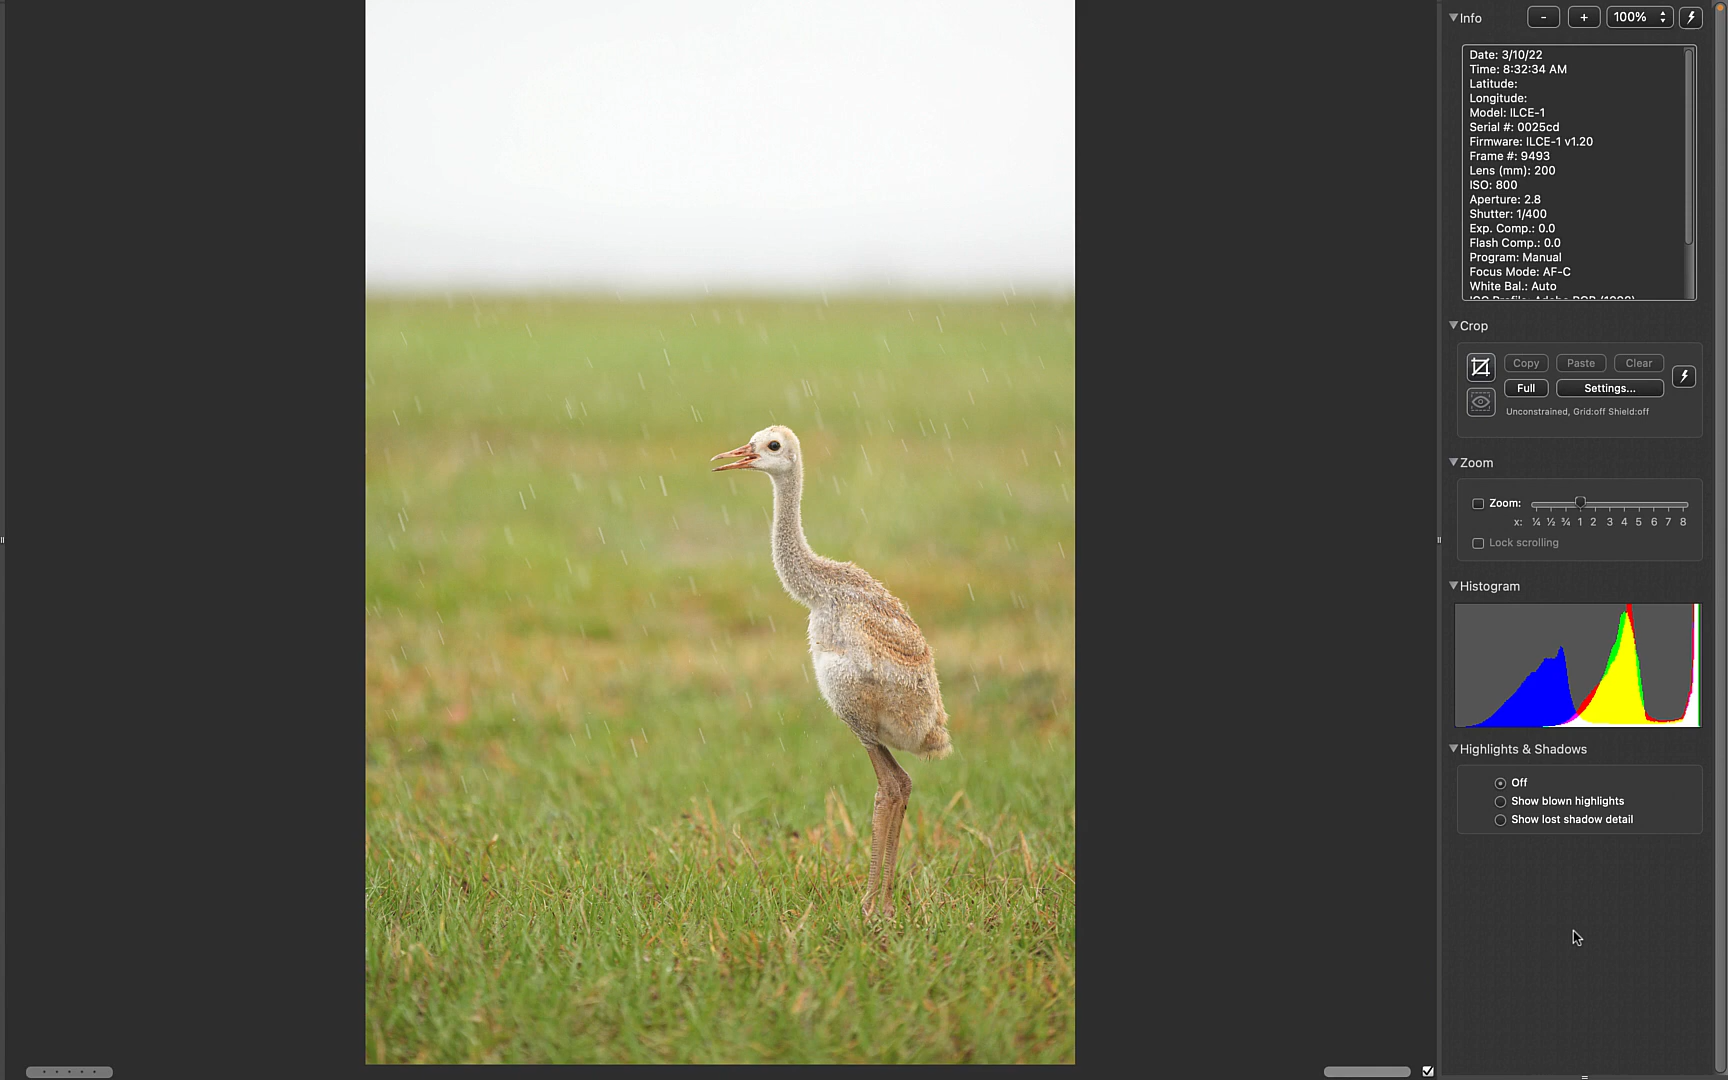 Info
-
+
100%
Date: 3/10/22
Time: 8:32:34 AM
Latitude:
Longitude:
Model: ILCE-1
Serial #: 0025cd
Firmware: ILCE-1 v1.20
Frame #: 9493
Lens (mm): 200
ISO: 800
Aperture: 2.8
Shutter: 1/400
Exp. Comp.: 0.0
Flash Comp.: 0.0
Program: Manual
Focus Mode: AF-C
White Bal.: Auto
Crop
Copy Paste Clear
Full Settings...
Unconstrained, Grid:off Shield:off
Zoom
Zoom:
x: ¼ ½ ¾ 1 2 3 4 5 6 7 8
Lock scrolling
Histogram
Highlights & Shadows
Off
Show blown highlights
Show lost shadow detail